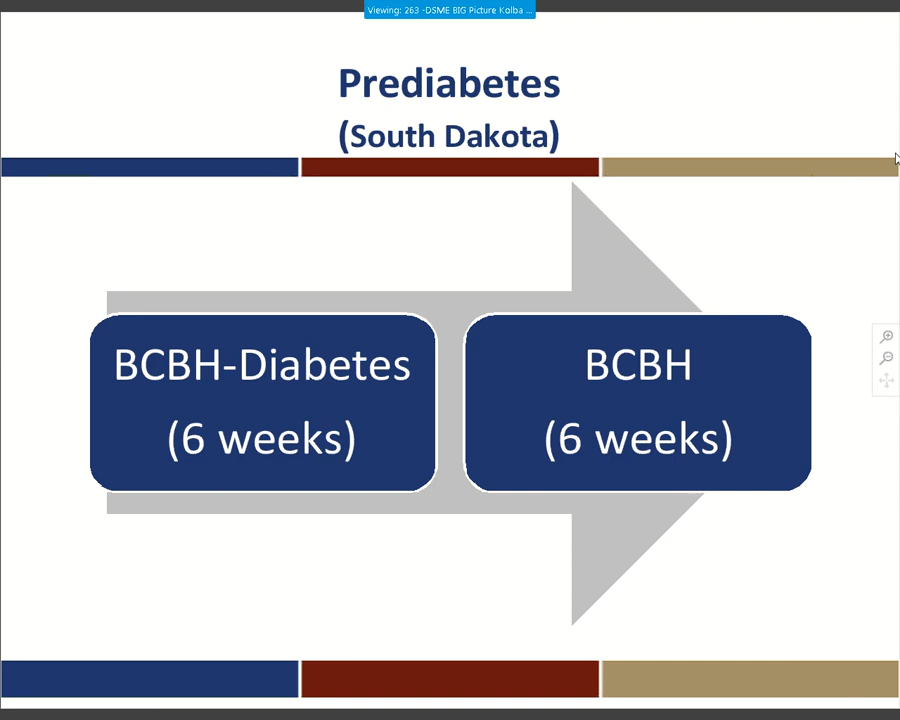 Viewing: 263 -DSME BIG Picture Kolba ...
Prediabetes
(South Dakota)
BCBH-Diabetes
(6 weeks)
BCBH
(6 weeks)